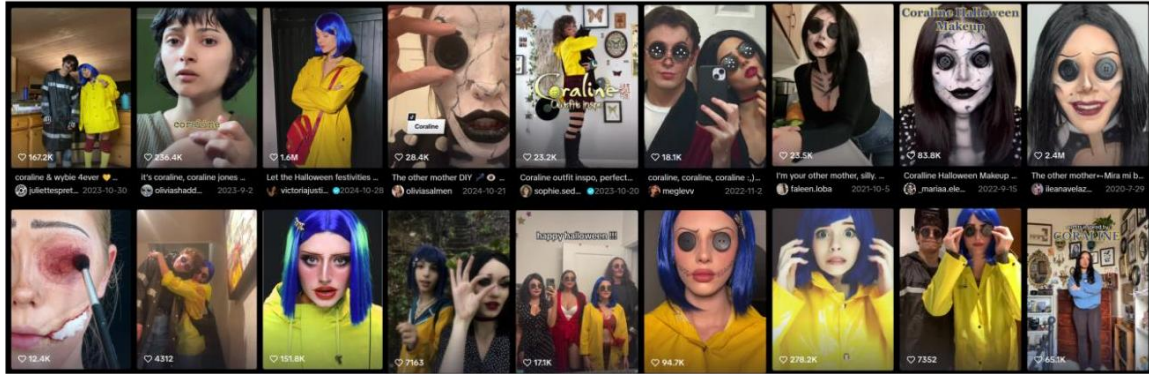 Coraline
Coraline
Outfits inspo
Coraline Halloween
Makeup
coraline
167.2K
236.4K
1.6M
28.4K
23.2K
18.1K
23.5K
83.8K
2.4M
coraline & wybie 4ever 💛 ...
it's coraline, coraline jones ...
Let the Halloween festivities ...
The other mother DIY 🪡 👁 ...
Coraline outfit inspo, perfect...
coraline, coraline, coraline :,)...
I'm your other mother, silly. ...
Coralline Halloween Makeup ...
The other mother👀Mira mi b...
juliettespret... 2023-10-30
oliviashadd... 2023-9-2
victoriajusti... 2024-10-28
oliviasalmen 2024-10-21
sophie.sed... 2023-10-20
meglevv 2022-11-2
faleen.loba 2021-10-5
_mariaa.ele... 2022-9-15
ileanavelaz... 2020-7-29
happy halloween !!!
CORALINE
12.4K
4312
151.8K
7163
17.1K
94.7K
278.2K
7352
65.1K